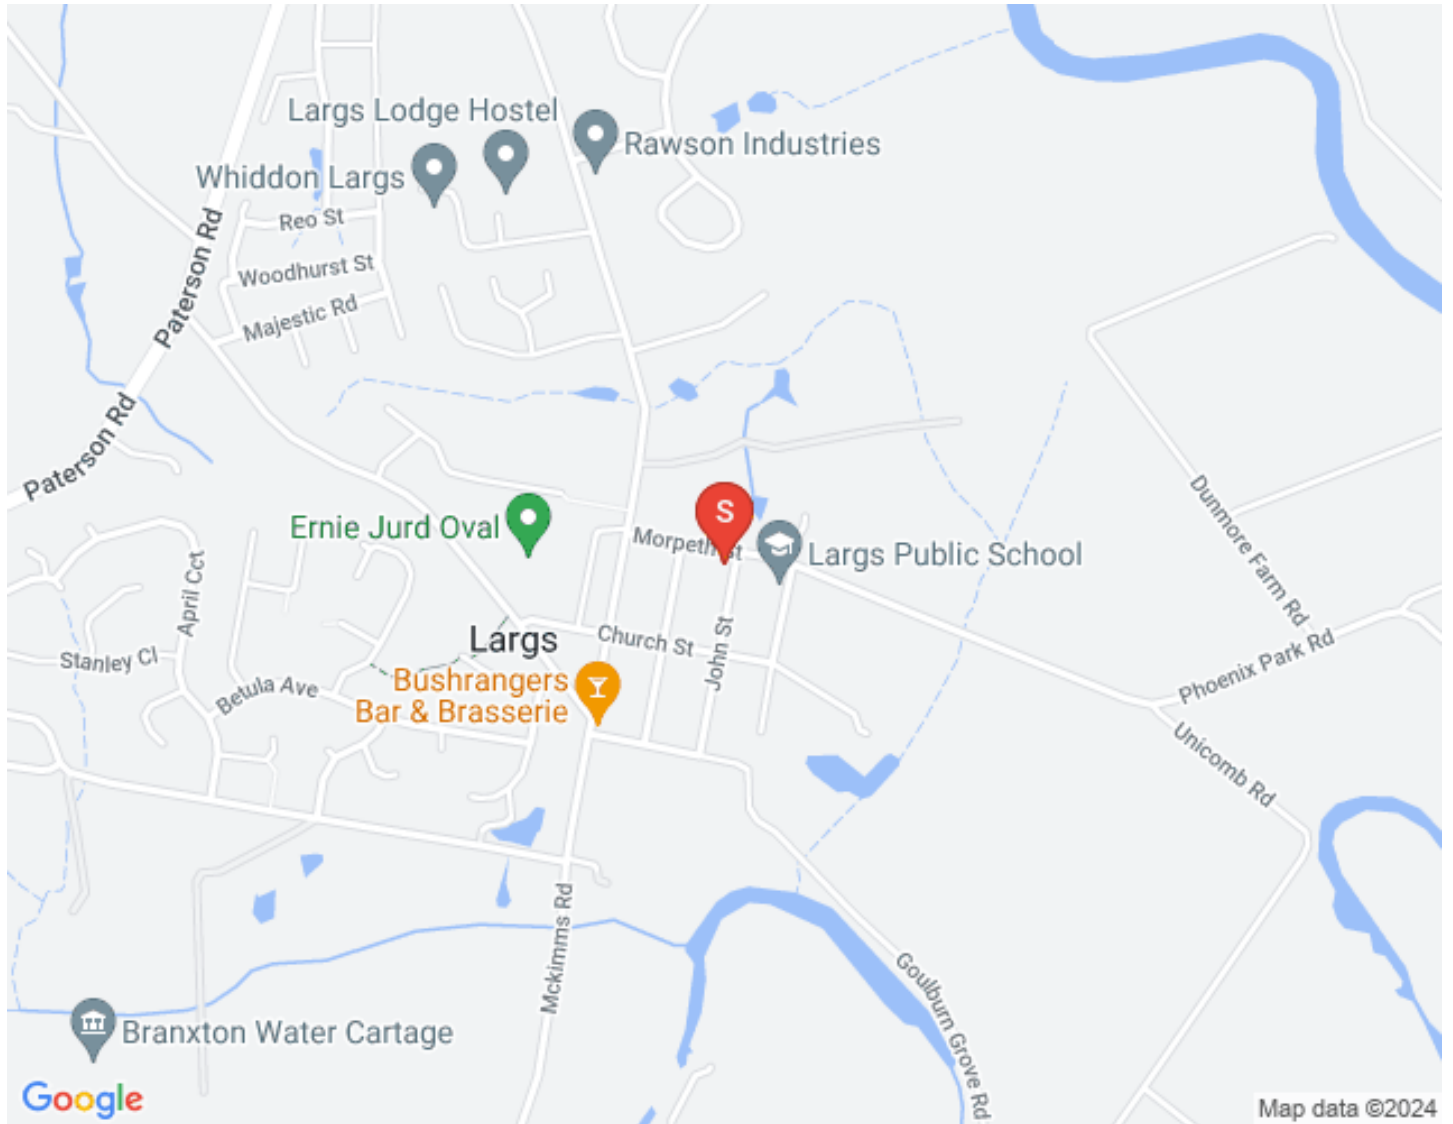 Largs Lodge Hostel
Rawson Industries
Whiddon Largs
Reo St
Woodhurst St
Majestic Rd
Paterson Rd
Paterson Rd
S
Ernie Jurd Oval
Morpeth St
Largs Public School
Dunmore Farm Rd
April Cct
Stanley Cl
Largs
Church St
John St
Phoenix Park Rd
Betula Ave
Bushrangers
Bar & Brasserie
Unicomb Rd
Mckimms Rd
Goulburn Grove Rd
Branxton Water Cartage
Google
Map data ©2024